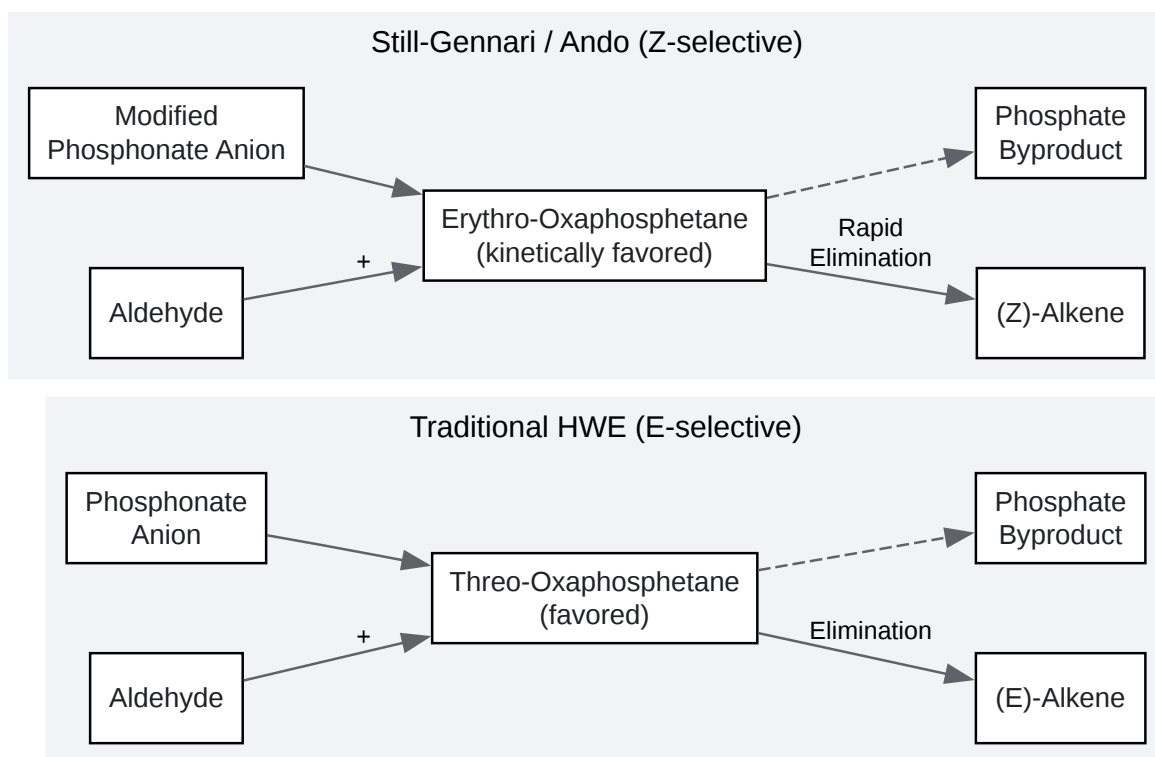 Still-Gennari / Ando (Z-selective)
Modified
Phosphonate Anion
Aldehyde
+
Erythro-Oxaphosphetane
(kinetically favored)
Rapid
Elimination
Phosphate
Byproduct
(Z)-Alkene
Traditional HWE (E-selective)
Phosphonate
Anion
Aldehyde
+
Threo-Oxaphosphetane
(favored)
Elimination
Phosphate
Byproduct
(E)-Alkene